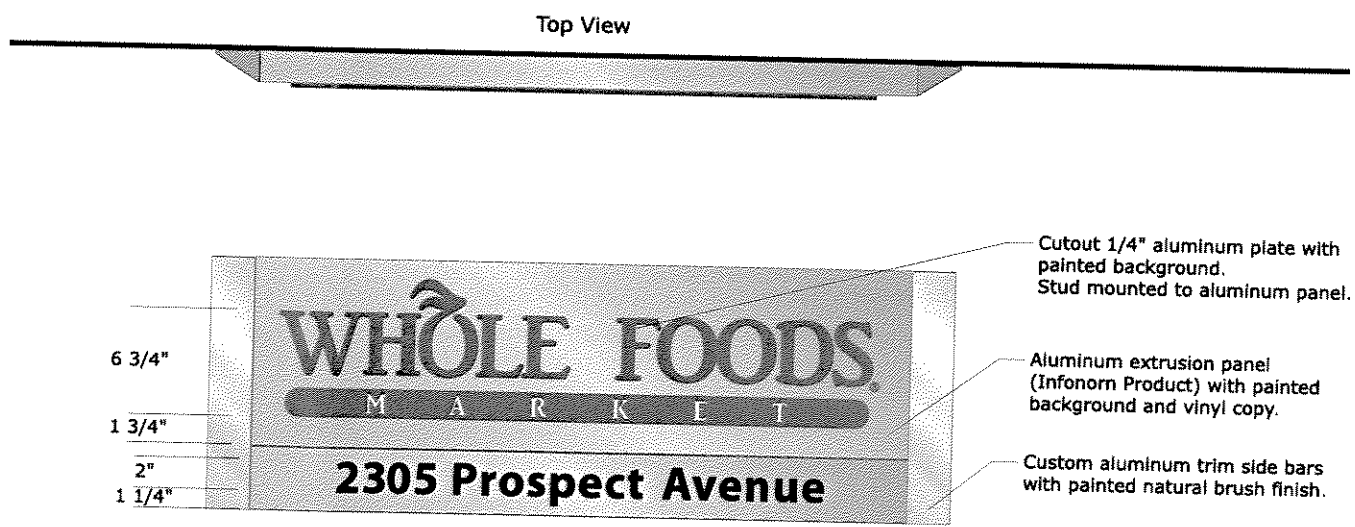 Top View
Cutout 1/4" aluminum plate with
painted background.
Stud mounted to aluminum panel.
WHOLE FOODS
MARKET
6 3/4"
Aluminum extrusion panel
(Infonorn Product) with painted
background and vinyl copy.
1 3/4"
2"
1 1/4"
2305 Prospect Avenue
Custom aluminum trim side bars
with painted natural brush finish.